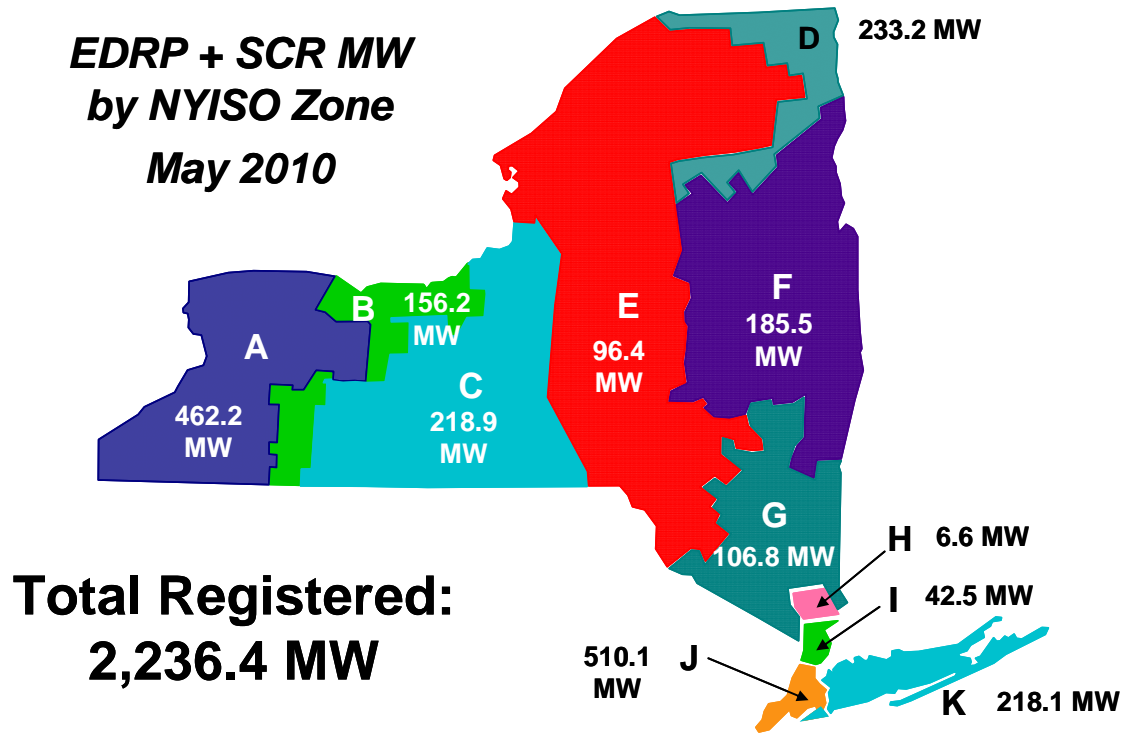 EDRP + SCR MW
by NYISO Zone
May 2010
D
233.2 MW
A
462.2
MW
B
156.2
MW
C
218.9
MW
E
96.4
MW
F
185.5
MW
G
106.8 MW
H 6.6 MW
I 42.5 MW
J
510.1
MW
K 218.1 MW
Total Registered:
2,236.4 MW